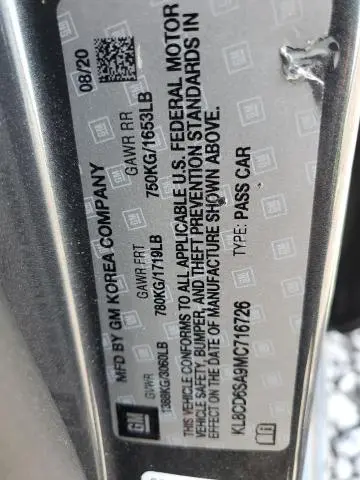 MFD BY GM KOREA COMPANY 08/20
GVWR GAWR FRT GAWR RR
1388KG/3060LB 780KG/1719LB 750KG/1653LB
THIS VEHICLE CONFORMS TO ALL APPLICABLE U.S. FEDERAL MOTOR
VEHICLE SAFETY, BUMPER, AND THEFT PREVENTION STANDARDS IN
EFFECT ON THE DATE OF MANUFACTURE SHOWN ABOVE.
KL8CD6SA9MC716726 TYPE: PASS CAR
GM